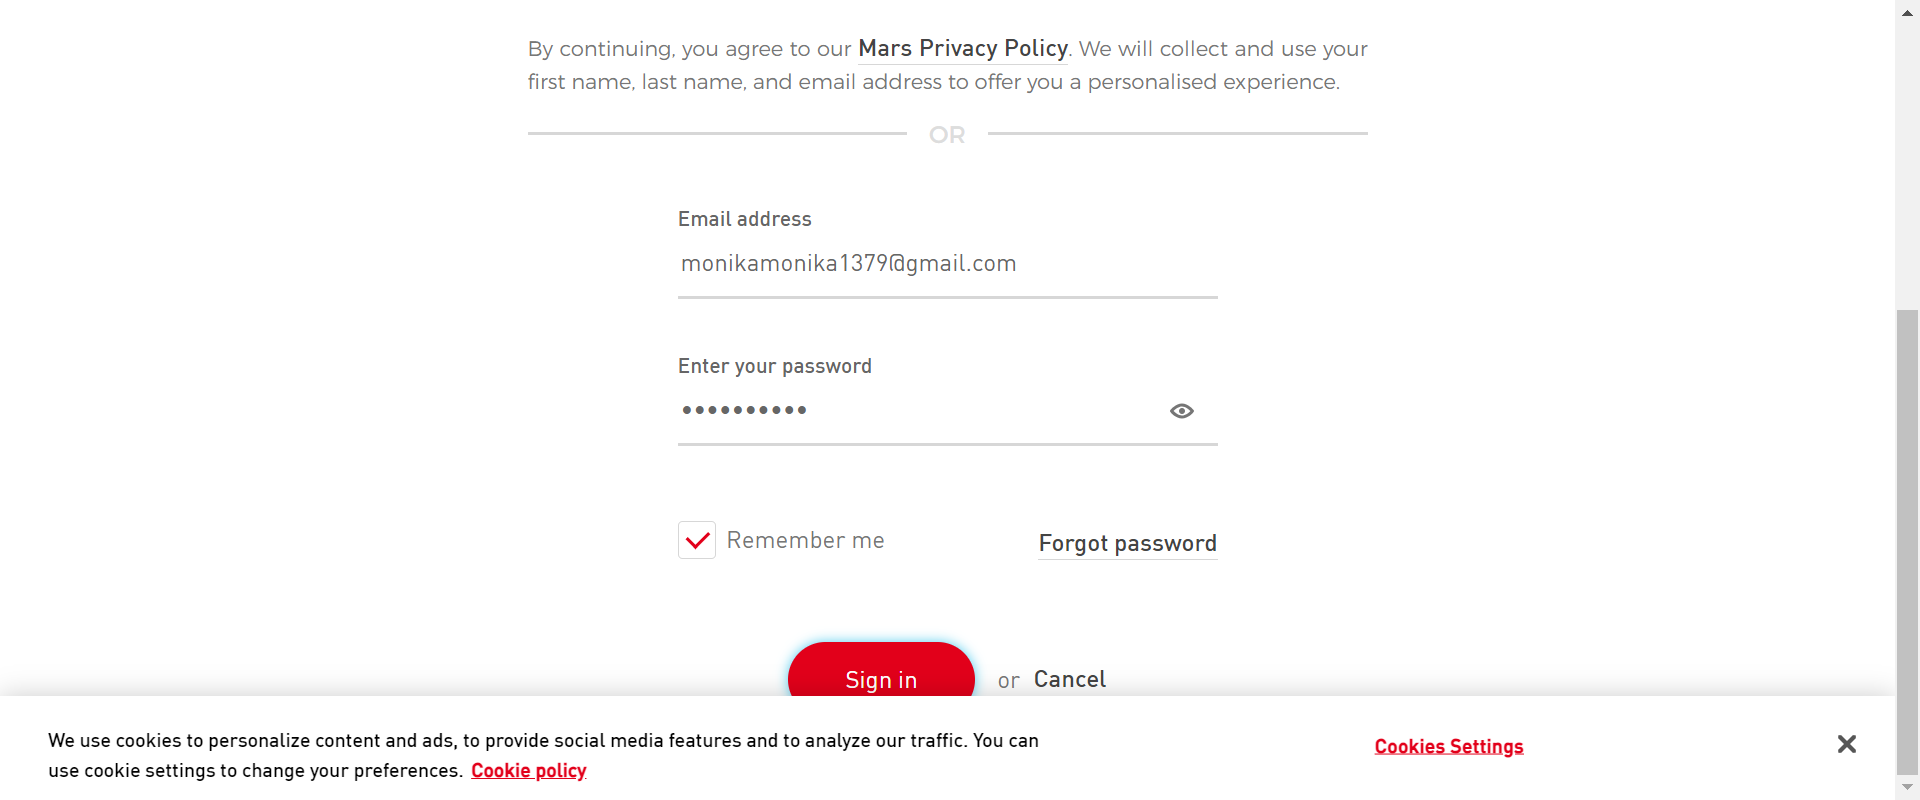 By continuing, you agree to our Mars Privacy Policy. We will collect and use your
first name, last name, and email address to offer you a personalised experience.
OR
Email address
monikamonika1379@gmail.com
Enter your password
••••••••••
Remember me
Forgot password
Sign in or Cancel
We use cookies to personalize content and ads, to provide social media features and to analyze our traffic. You can
use cookie settings to change your preferences. Cookie policy
Cookies Settings